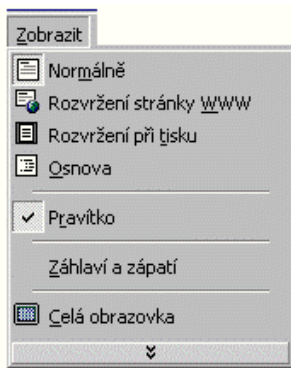 Zobrazit
Normálně
Rozvržení stránky WWW
Rozvržení při tisku
Osnova
Pravítko
Záhlaví a zápatí
Celá obrazovka